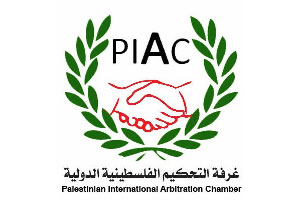 PIAC
غرفة التحكيم الفلسطينية الدولية
Palestinian International Arbitration Chamber